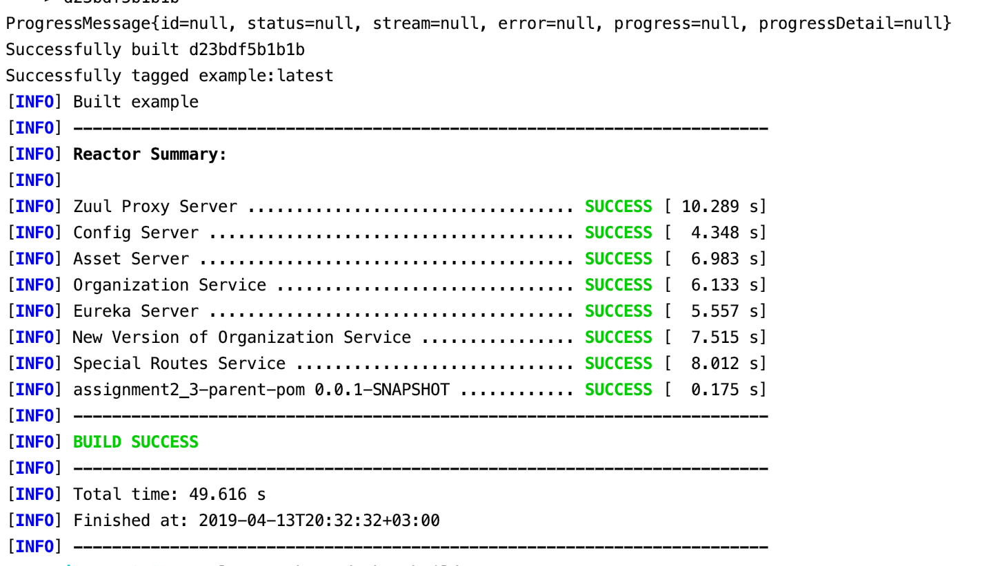 ProgressMessage{id=null, status=null, stream=null, error=null, progress=null, progressDetail=null}
Successfully built d23bdf5b1b1b
Successfully tagged example:latest
[INFO] Built example
[INFO] ------------------------------------------------------------------------
[INFO] Reactor Summary:
[INFO]
[INFO] Zuul Proxy Server .................................. SUCCESS [ 10.289 s]
[INFO] Config Server ...................................... SUCCESS [  4.348 s]
[INFO] Asset Server ....................................... SUCCESS [  6.983 s]
[INFO] Organization Service ............................... SUCCESS [  6.133 s]
[INFO] Eureka Server ...................................... SUCCESS [  5.557 s]
[INFO] New Version of Organization Service ................ SUCCESS [  7.515 s]
[INFO] Special Routes Service ............................. SUCCESS [  8.012 s]
[INFO] assignment2_3-parent-pom 0.0.1-SNAPSHOT ............ SUCCESS [  0.175 s]
[INFO] ------------------------------------------------------------------------
[INFO] BUILD SUCCESS
[INFO] ------------------------------------------------------------------------
[INFO] Total time: 49.616 s
[INFO] Finished at: 2019-04-13T20:32:32+03:00
[INFO] ------------------------------------------------------------------------